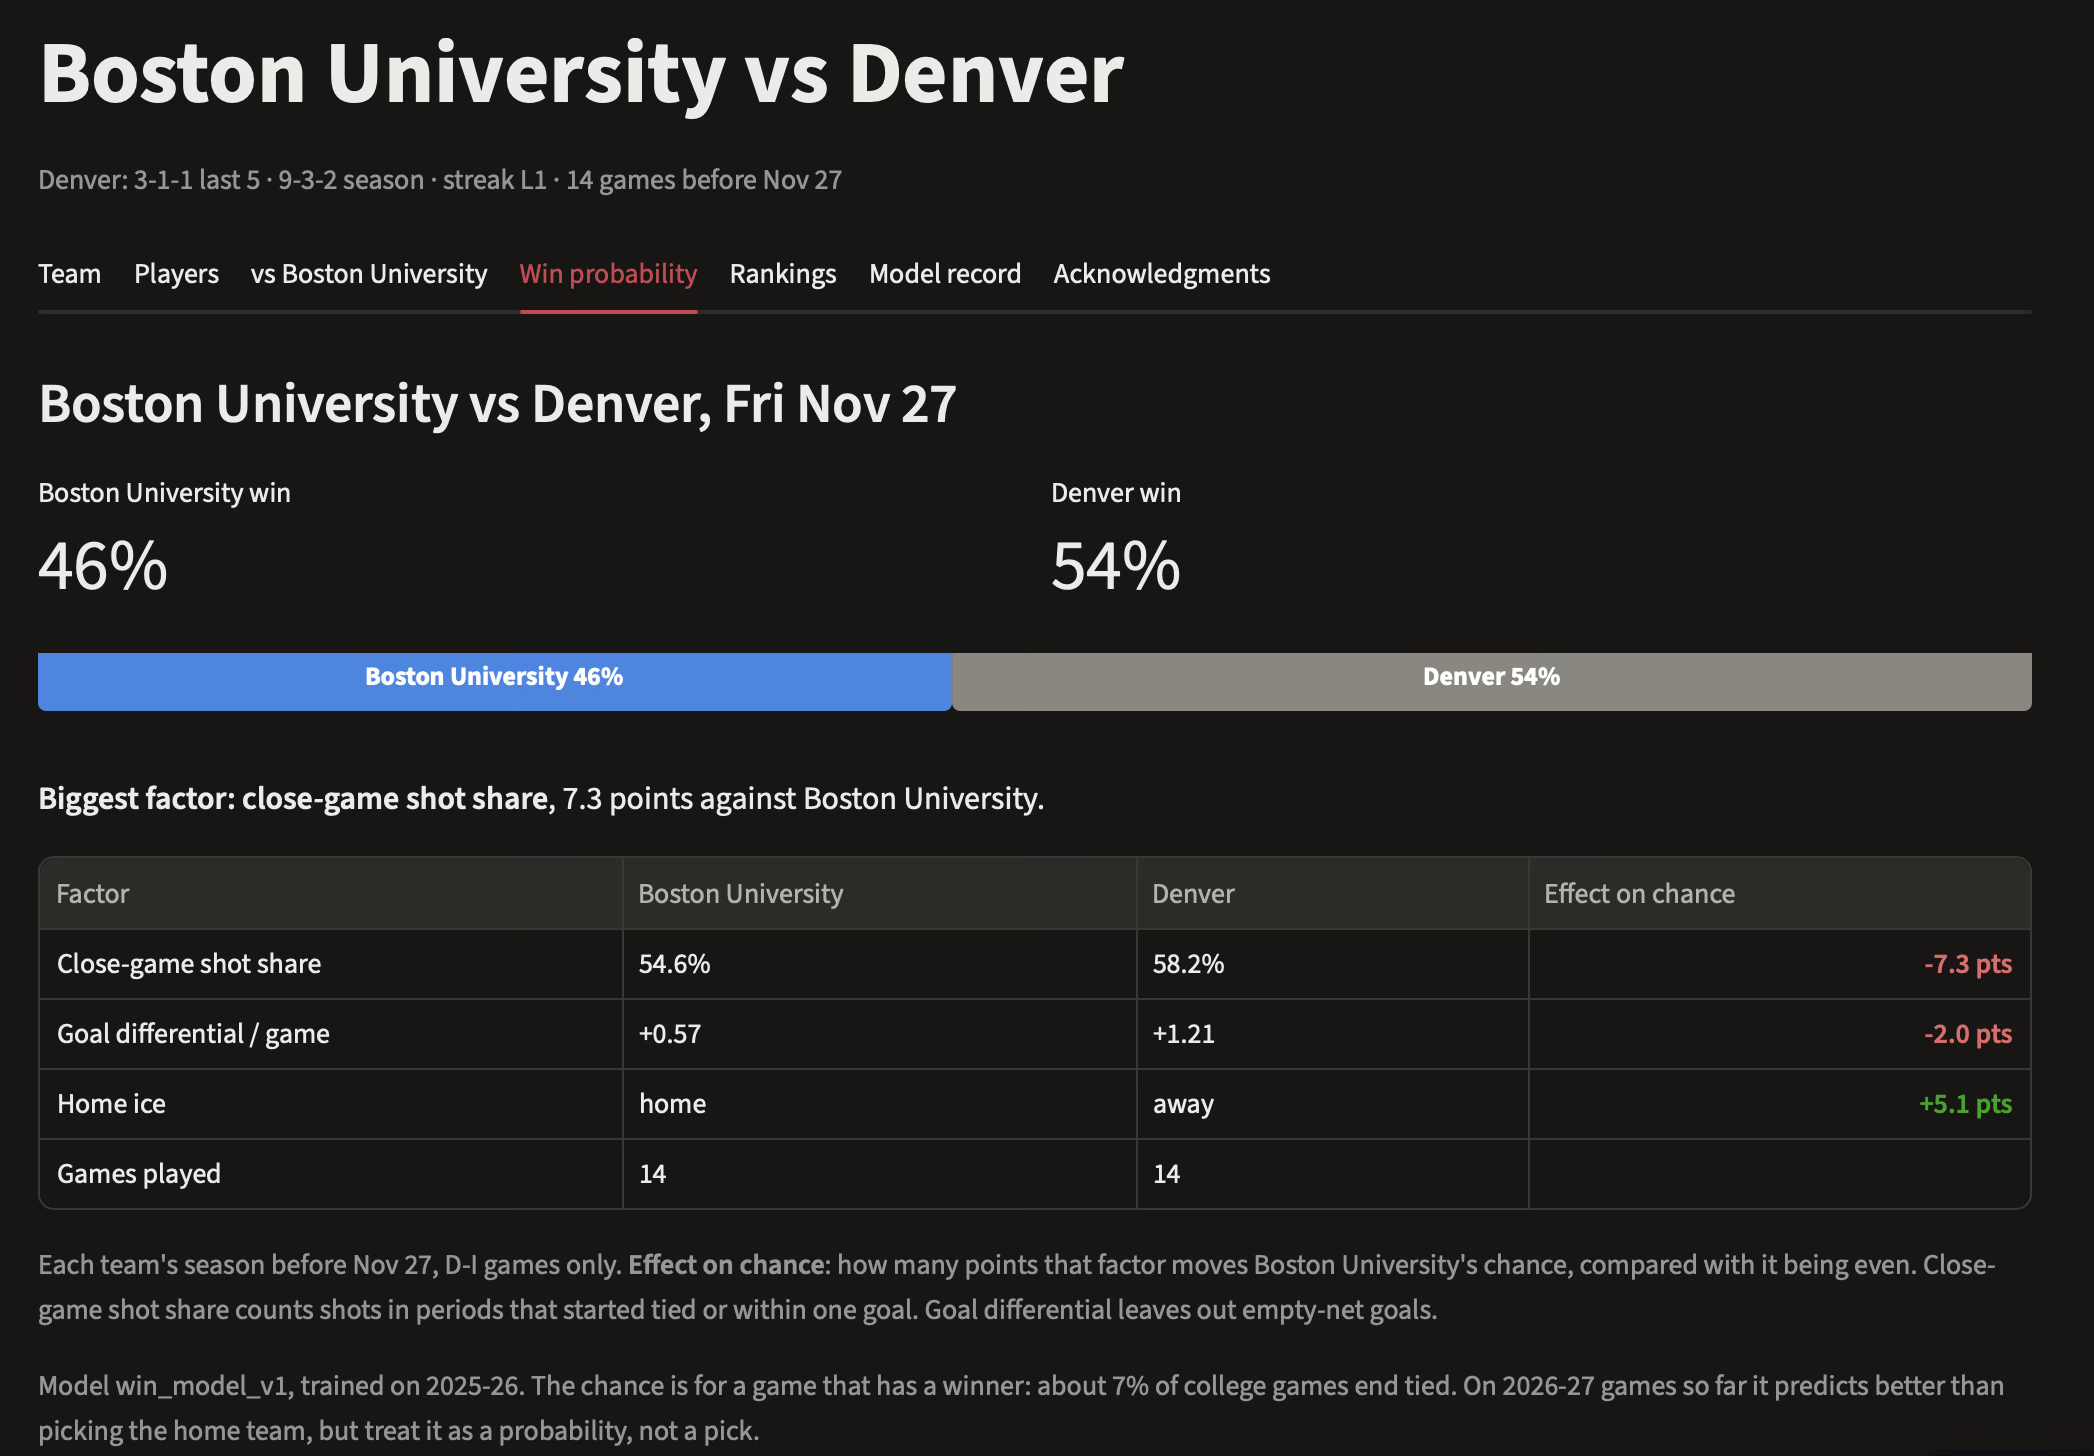 Boston University vs Denver
Denver: 3-1-1 last 5 · 9-3-2 season · streak L1 · 14 games before Nov 27
Team Players vs Boston University Win probability Rankings Model record Acknowledgments
Boston University vs Denver, Fri Nov 27
Boston University win Denver win
46% 54%
Boston University 46% Denver 54%
Biggest factor: close-game shot share, 7.3 points against Boston University.
Factor Boston University Denver Effect on chance
Close-game shot share 54.6% 58.2% -7.3 pts
Goal differential / game +0.57 +1.21 -2.0 pts
Home ice home away +5.1 pts
Games played 14 14
Each team's season before Nov 27, D-I games only. Effect on chance: how many points that factor moves Boston University's chance, compared with it being even. Close-
game shot share counts shots in periods that started tied or within one goal. Goal differential leaves out empty-net goals.
Model win_model_v1, trained on 2025-26. The chance is for a game that has a winner: about 7% of college games end tied. On 2026-27 games so far it predicts better than
picking the home team, but treat it as a probability, not a pick.